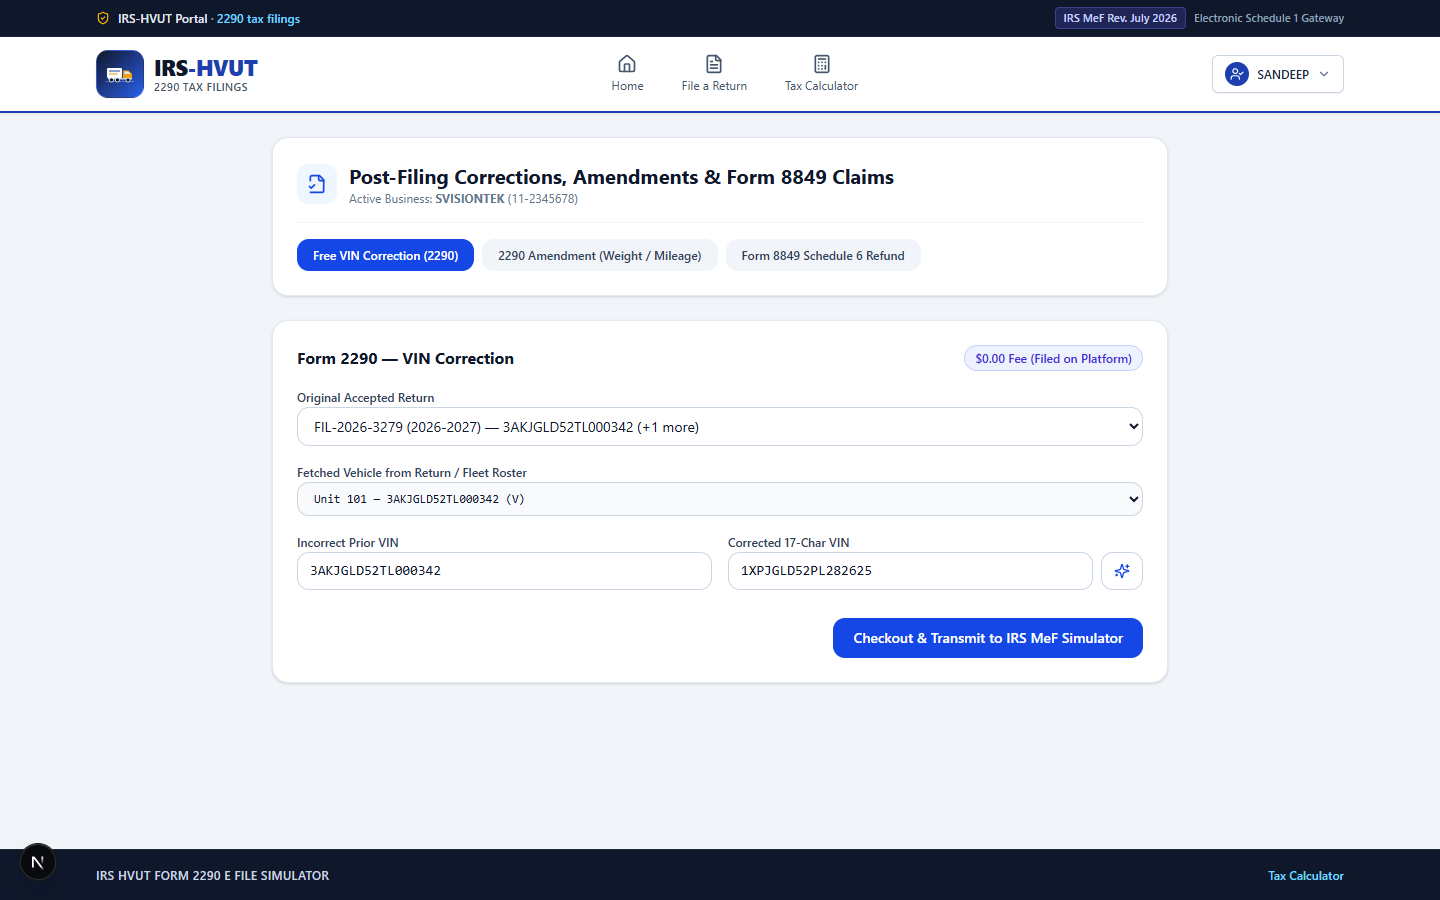 IRS-HVUT Portal · 2290 tax filings
IRS MeF Rev. July 2026
Electronic Schedule 1 Gateway
IRS-HVUT
2290 TAX FILINGS
Home
File a Return
Tax Calculator
SANDEEP
Post-Filing Corrections, Amendments & Form 8849 Claims
Active Business: SVISIONTEK (11-2345678)
Free VIN Correction (2290)
2290 Amendment (Weight / Mileage)
Form 8849 Schedule 6 Refund
Form 2290 — VIN Correction
$0.00 Fee (Filed on Platform)
Original Accepted Return
FIL-2026-3279 (2026-2027) — 3AKJGLD52TL000342 (+1 more)
Fetched Vehicle from Return / Fleet Roster
Unit 101 — 3AKJGLD52TL000342 (V)
Incorrect Prior VIN
Corrected 17-Char VIN
3AKJGLD52TL000342
1XPJGLD52PL282625
Checkout & Transmit to IRS MeF Simulator
N
IRS HVUT FORM 2290 E FILE SIMULATOR
Tax Calculator